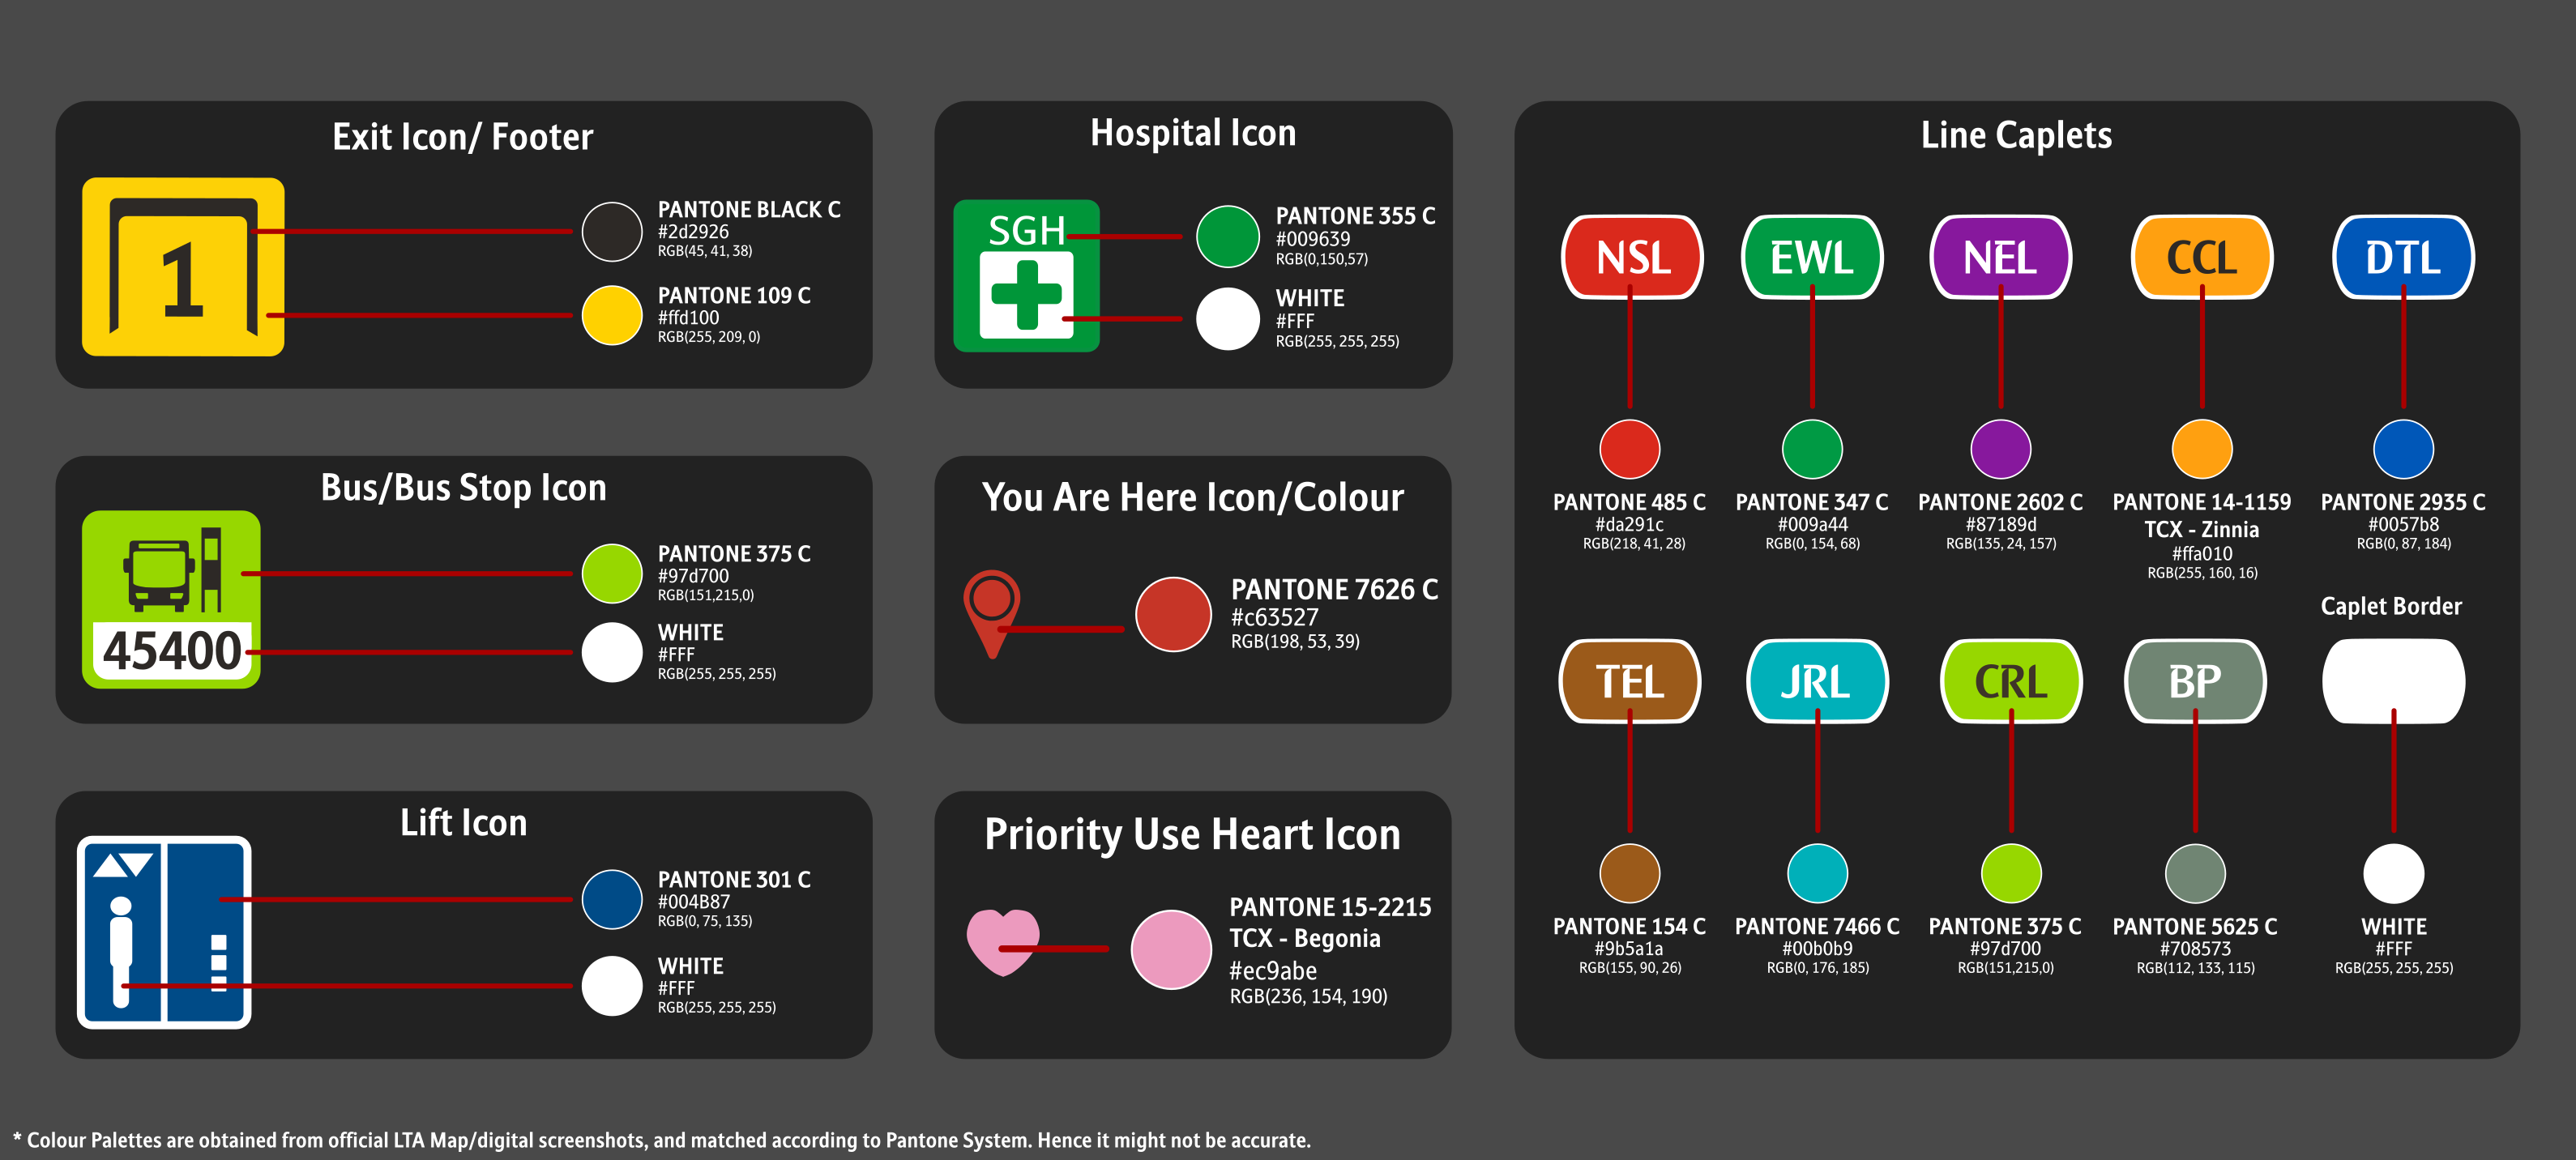 Exit Icon/ Footer
1
PANTONE BLACK C
#2d2926
RGB(45, 41, 38)
PANTONE 109 C
#ffd100
RGB(255, 209, 0)
Hospital Icon
SGH
PANTONE 355 C
#009639
RGB(0,150,57)
WHITE
#FFF
RGB(255, 255, 255)
Bus/Bus Stop Icon
45400
PANTONE 375 C
#97d700
RGB(151,215,0)
WHITE
#FFF
RGB(255, 255, 255)
You Are Here Icon/Colour
PANTONE 7626 C
#c63527
RGB(198, 53, 39)
Lift Icon
PANTONE 301 C
#004B87
RGB(0, 75, 135)
WHITE
#FFF
RGB(255, 255, 255)
Priority Use Heart Icon
PANTONE 15-2215
TCX - Begonia
#ec9abe
RGB(236, 154, 190)
Line Caplets
NSL
PANTONE 485 C
#da291c
RGB(218, 41, 28)
EWL
PANTONE 347 C
#009a44
RGB(0, 154, 68)
NEL
PANTONE 2602 C
#87189d
RGB(135, 24, 157)
CCL
PANTONE 14-1159
TCX - Zinnia
#ffa010
RGB(255, 160, 16)
DTL
PANTONE 2935 C
#0057b8
RGB(0, 87, 184)
TEL
PANTONE 154 C
#9b5a1a
RGB(155, 90, 26)
JRL
PANTONE 7466 C
#00b0b9
RGB(0, 176, 185)
CRL
PANTONE 375 C
#97d700
RGB(151,215,0)
BP
PANTONE 5625 C
#708573
RGB(112, 133, 115)
Caplet Border
WHITE
#FFF
RGB(255, 255, 255)
* Colour Palettes are obtained from official LTA Map/digital screenshots, and matched according to Pantone System. Hence it might not be accurate.